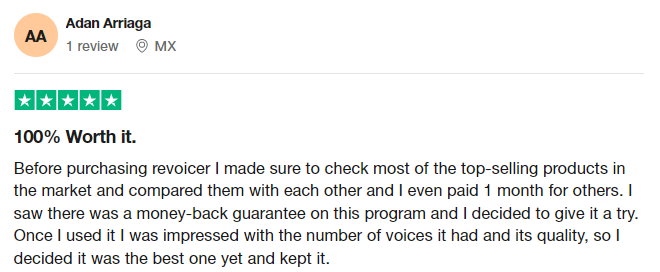 AA
Adan Arriaga
1 review MX
100% Worth it.
Before purchasing revoicer I made sure to check most of the top-selling products in
the market and compared them with each other and I even paid 1 month for others. I
saw there was a money-back guarantee on this program and I decided to give it a try.
Once I used it I was impressed with the number of voices it had and its quality, so I
decided it was the best one yet and kept it.